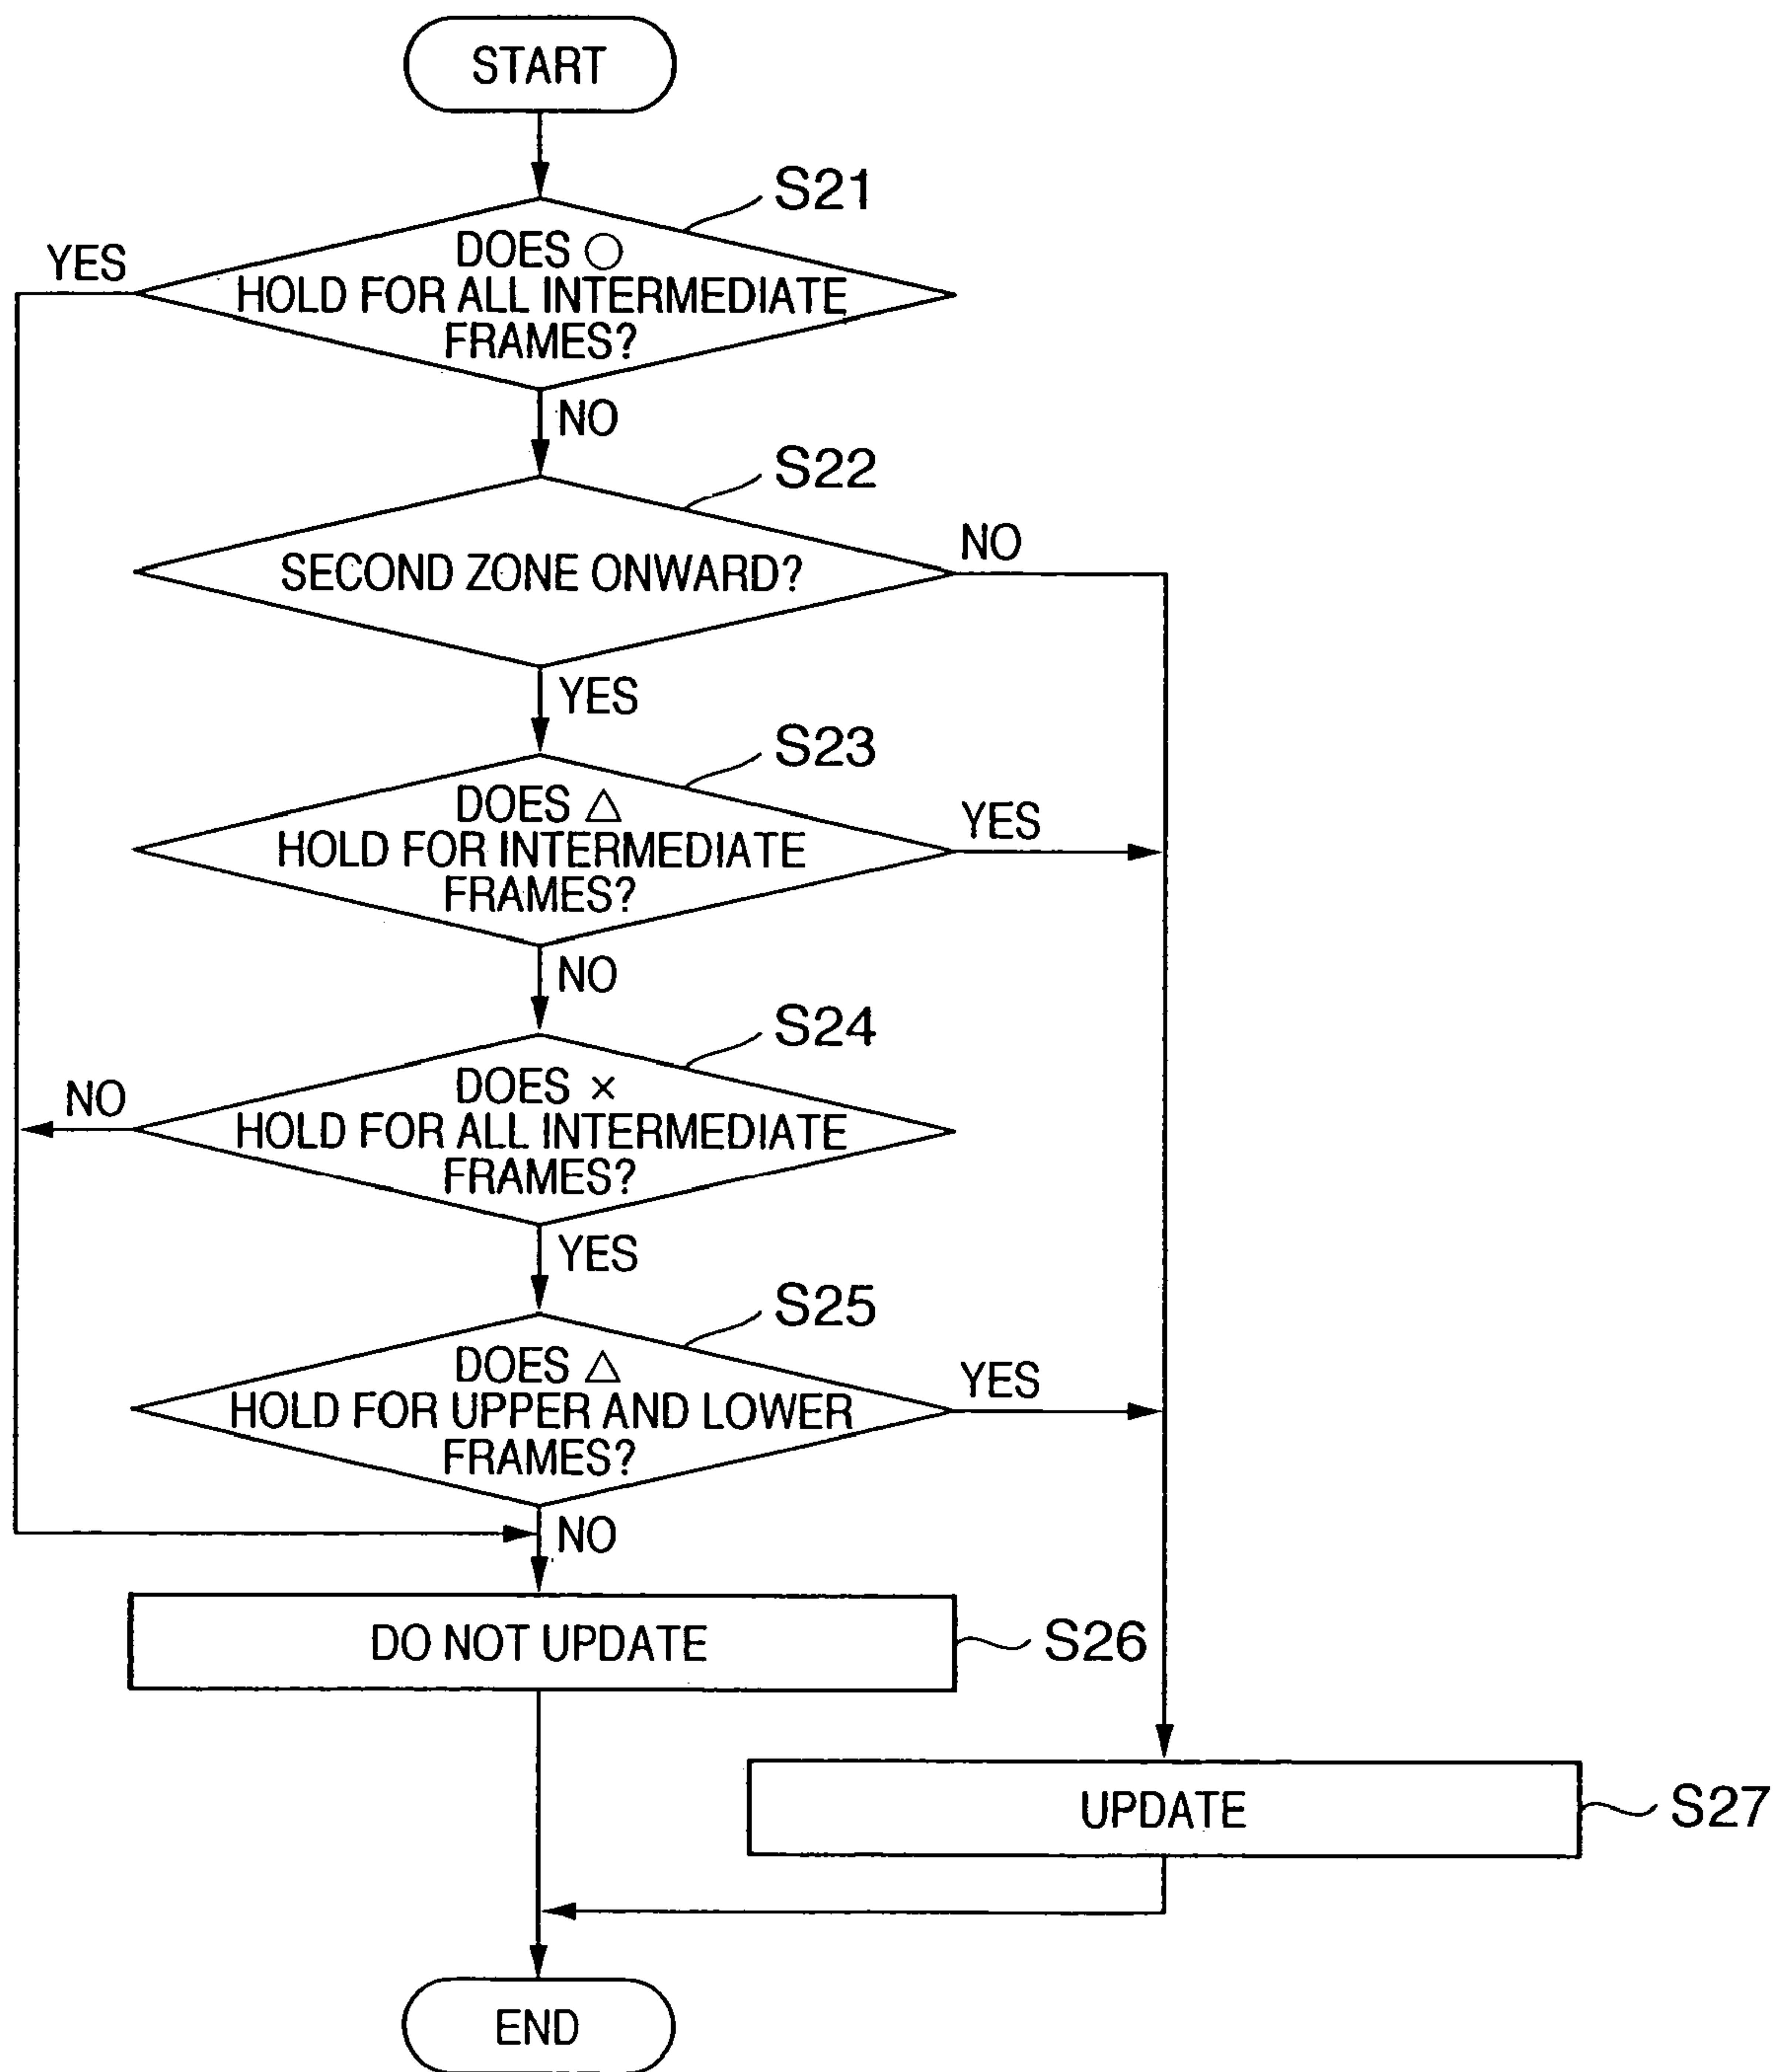 START
S21
DOES ○
HOLD FOR ALL INTERMEDIATE
FRAMES?
YES
NO
S22
SECOND ZONE ONWARD?
NO
YES
S23
DOES △
HOLD FOR INTERMEDIATE
FRAMES?
YES
NO
S24
DOES ×
HOLD FOR ALL INTERMEDIATE
FRAMES?
NO
YES
S25
DOES △
HOLD FOR UPPER AND LOWER
FRAMES?
YES
NO
DO NOT UPDATE
S26
UPDATE
S27
END